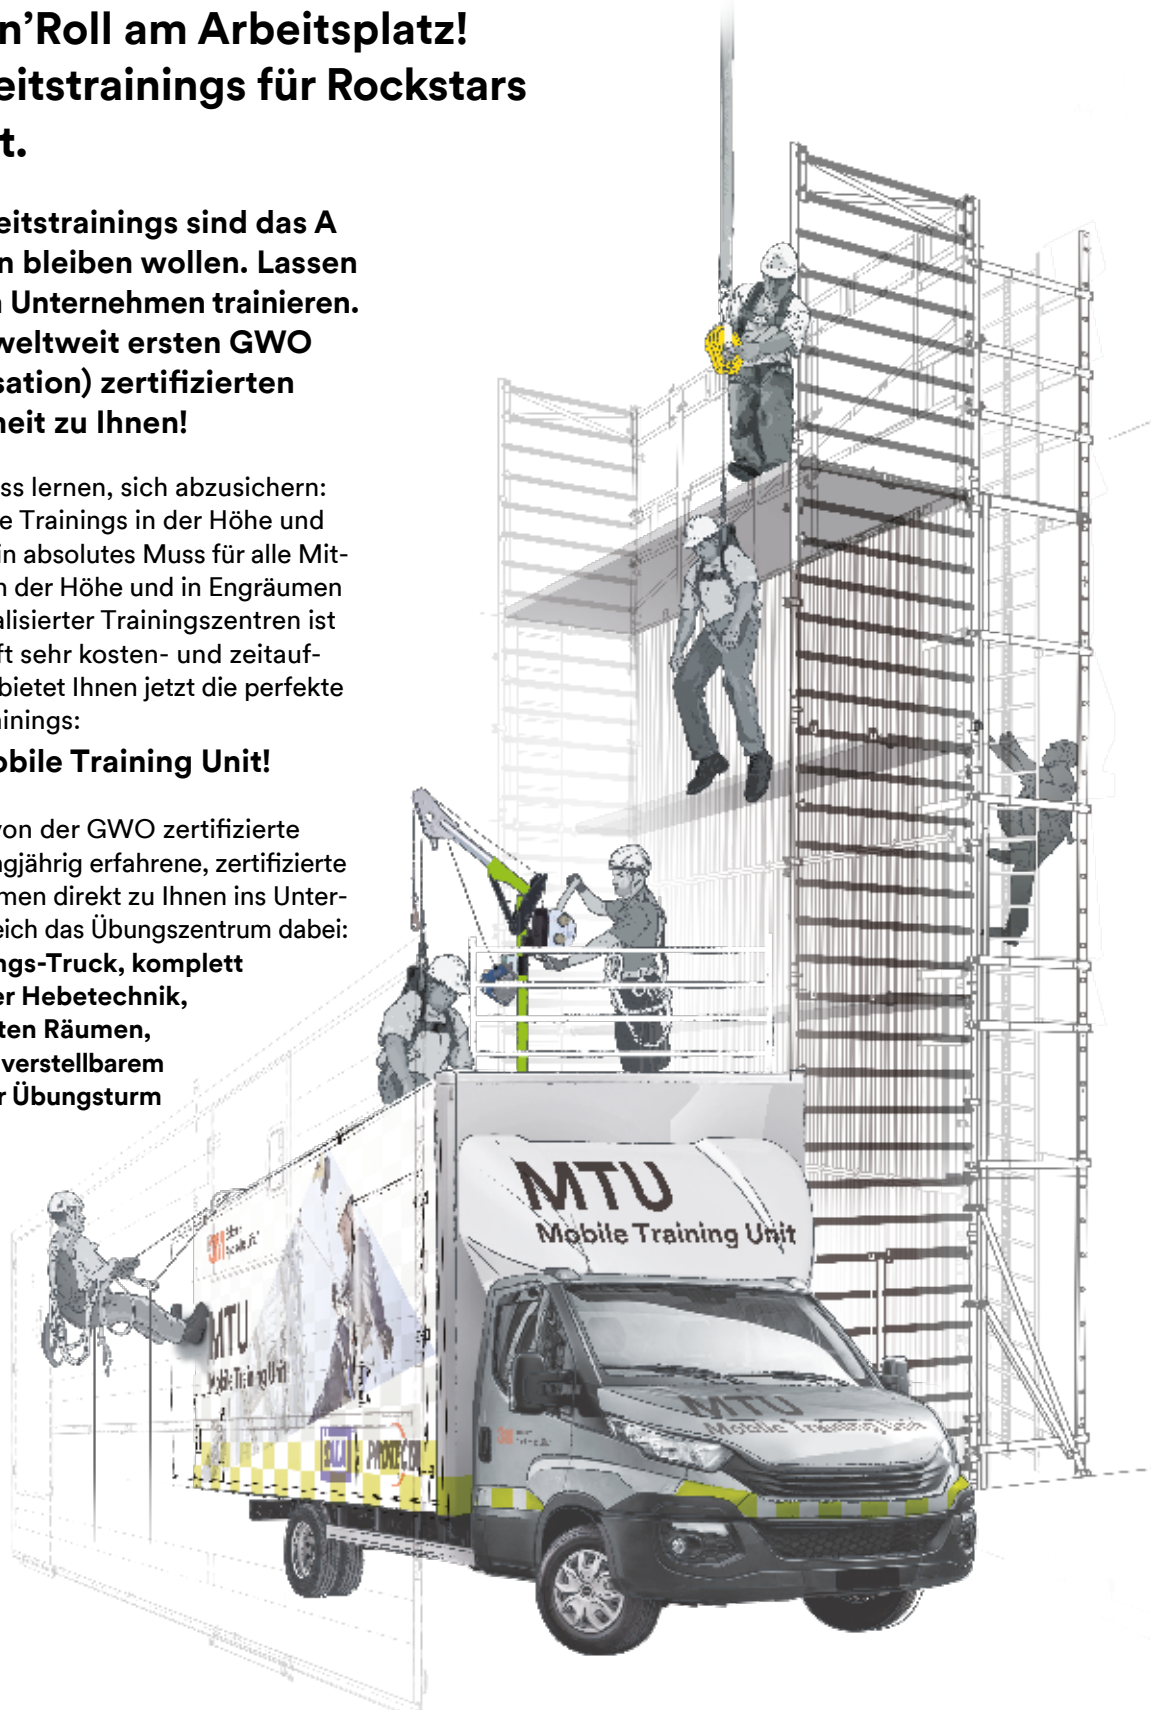 n’Roll am Arbeitsplatz!
eitstrainings für Rockstars
t.
eitstrainings sind das A
n bleiben wollen. Lassen
n Unternehmen trainieren.
weltweit ersten GWO
sation) zertifizierten
heit zu Ihnen!
ss lernen, sich abzusichern:
e Trainings in der Höhe und
in absolutes Muss für alle Mit-
n der Höhe und in Engräumen
alisierter Trainingszentren ist
ft sehr kosten- und zeitauf-
bietet Ihnen jetzt die perfekte
ainings:
obile Training Unit!
von der GWO zertifizierte
ngjährig erfahrene, zertifizierte
men direkt zu Ihnen ins Unter-
eich das Übungszentrum dabei:
ngs-Truck, komplett
er Hebetechnik,
ten Räumen,
verstellbarem
r Übungsturm
MTU
Mobile Training Unit
3M
MTU
Mobile Training Unit
SALA
PROTECTA
MTU
Mobile Training Unit
3M